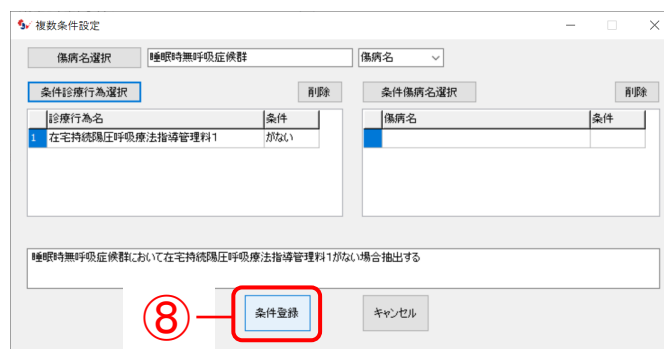 複数条件設定
傷病名選択 睡眠時無呼吸症候群 傷病名
条件診療行為選択 削除 条件傷病名選択 削除
診療行為名 条件 傷病名 条件
1 在宅持続陽圧呼吸療法指導管理料1 がない
睡眠時無呼吸症候群において在宅持続陽圧呼吸療法指導管理料1がない場合抽出する
⑧ 条件登録 キャンセル